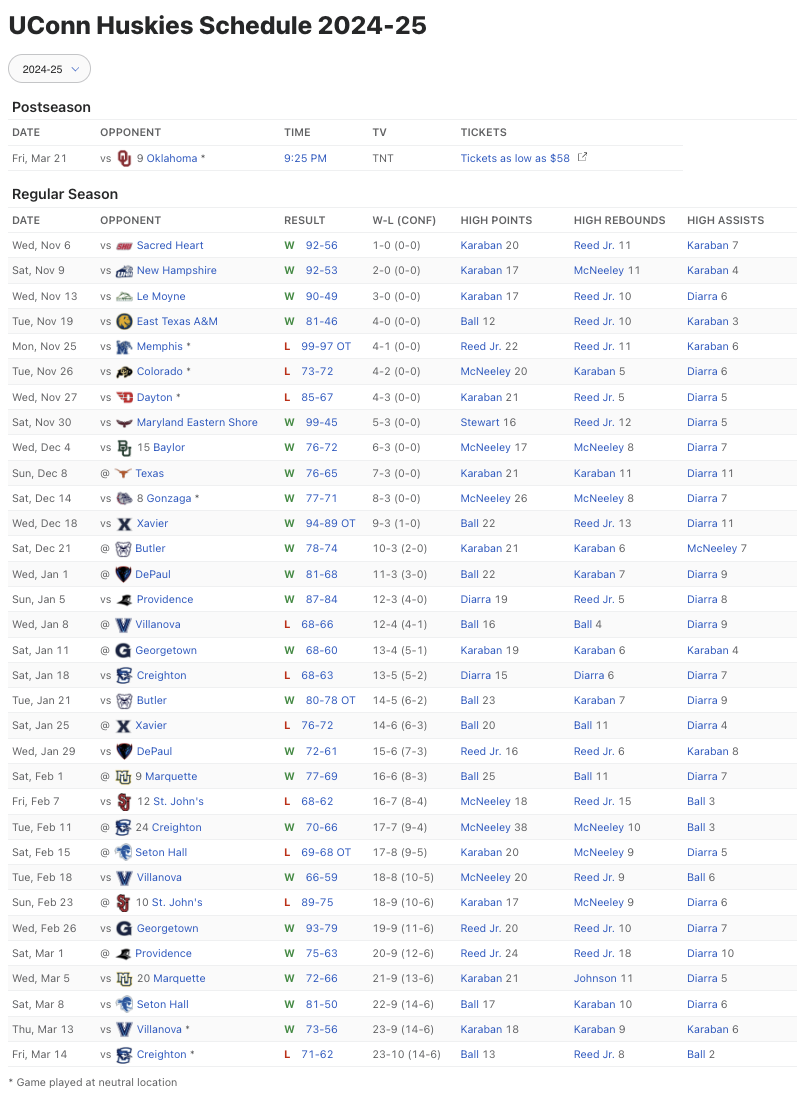 UConn Huskies Schedule 2024-25
2024-25
Postseason
DATE OPPONENT TIME TV TICKETS
Fri, Mar 21 vs 9 Oklahoma * 9:25 PM TNT Tickets as low as $58
Regular Season
DATE OPPONENT RESULT W-L (CONF) HIGH POINTS HIGH REBOUNDS HIGH ASSISTS
Wed, Nov 6 vs Sacred Heart W 92-56 1-0 (0-0) Karaban 20 Reed Jr. 11 Karaban 7
Sat, Nov 9 vs New Hampshire W 92-53 2-0 (0-0) Karaban 17 McNeeley 11 Karaban 4
Wed, Nov 13 vs Le Moyne W 90-49 3-0 (0-0) Karaban 17 Reed Jr. 10 Diarra 6
Tue, Nov 19 vs East Texas A&M W 81-46 4-0 (0-0) Ball 12 Reed Jr. 10 Karaban 3
Mon, Nov 25 vs Memphis * L 99-97 OT 4-1 (0-0) Reed Jr. 22 Reed Jr. 11 Karaban 6
Tue, Nov 26 vs Colorado * L 73-72 4-2 (0-0) McNeeley 20 Karaban 5 Diarra 6
Wed, Nov 27 vs Dayton * L 85-67 4-3 (0-0) Karaban 21 Reed Jr. 5 Diarra 5
Sat, Nov 30 vs Maryland Eastern Shore W 99-45 5-3 (0-0) Stewart 16 Reed Jr. 12 Diarra 5
Wed, Dec 4 vs 15 Baylor W 76-72 6-3 (0-0) McNeeley 17 McNeeley 8 Diarra 7
Sun, Dec 8 @ Texas W 76-65 7-3 (0-0) Karaban 21 Karaban 11 Diarra 11
Sat, Dec 14 vs 8 Gonzaga * W 77-71 8-3 (0-0) McNeeley 26 McNeeley 8 Diarra 7
Wed, Dec 18 vs Xavier W 94-89 OT 9-3 (1-0) Ball 22 Reed Jr. 13 Diarra 11
Sat, Dec 21 @ Butler W 78-74 10-3 (2-0) Karaban 21 Karaban 6 McNeeley 7
Wed, Jan 1 @ DePaul W 81-68 11-3 (3-0) Ball 22 Karaban 7 Diarra 9
Sun, Jan 5 vs Providence W 87-84 12-3 (4-0) Diarra 19 Reed Jr. 5 Diarra 8
Wed, Jan 8 @ Villanova L 68-66 12-4 (4-1) Ball 16 Ball 4 Diarra 9
Sat, Jan 11 @ Georgetown W 68-60 13-4 (5-1) Karaban 19 Karaban 6 Karaban 4
Sat, Jan 18 vs Creighton L 68-63 13-5 (5-2) Diarra 15 Diarra 6 Diarra 7
Tue, Jan 21 vs Butler W 80-78 OT 14-5 (6-2) Ball 23 Karaban 7 Diarra 9
Sat, Jan 25 @ Xavier L 76-72 14-6 (6-3) Ball 20 Ball 11 Diarra 4
Wed, Jan 29 vs DePaul W 72-61 15-6 (7-3) Reed Jr. 16 Reed Jr. 6 Karaban 8
Sat, Feb 1 @ 9 Marquette W 77-69 16-6 (8-3) Ball 25 Ball 11 Diarra 7
Fri, Feb 7 vs 12 St. John's L 68-62 16-7 (8-4) McNeeley 18 Reed Jr. 15 Ball 3
Tue, Feb 11 @ 24 Creighton W 70-66 17-7 (9-4) McNeeley 38 McNeeley 10 Ball 3
Sat, Feb 15 @ Seton Hall L 69-68 OT 17-8 (9-5) Karaban 20 McNeeley 9 Diarra 5
Tue, Feb 18 vs Villanova W 66-59 18-8 (10-5) McNeeley 20 Reed Jr. 9 Ball 6
Sun, Feb 23 @ 10 St. John's L 89-75 18-9 (10-6) Karaban 17 McNeeley 9 Diarra 6
Wed, Feb 26 vs Georgetown W 93-79 19-9 (11-6) Reed Jr. 20 Reed Jr. 10 Diarra 7
Sat, Mar 1 @ Providence W 75-63 20-9 (12-6) Reed Jr. 24 Reed Jr. 18 Diarra 10
Wed, Mar 5 vs 20 Marquette W 72-66 21-9 (13-6) Karaban 21 Johnson 11 Diarra 5
Sat, Mar 8 vs Seton Hall W 81-50 22-9 (14-6) Ball 17 Karaban 10 Diarra 6
Thu, Mar 13 vs Villanova * W 73-56 23-9 (14-6) Karaban 18 Karaban 9 Karaban 6
Fri, Mar 14 vs Creighton * L 71-62 23-10 (14-6) Ball 13 Reed Jr. 8 Ball 2
* Game played at neutral location